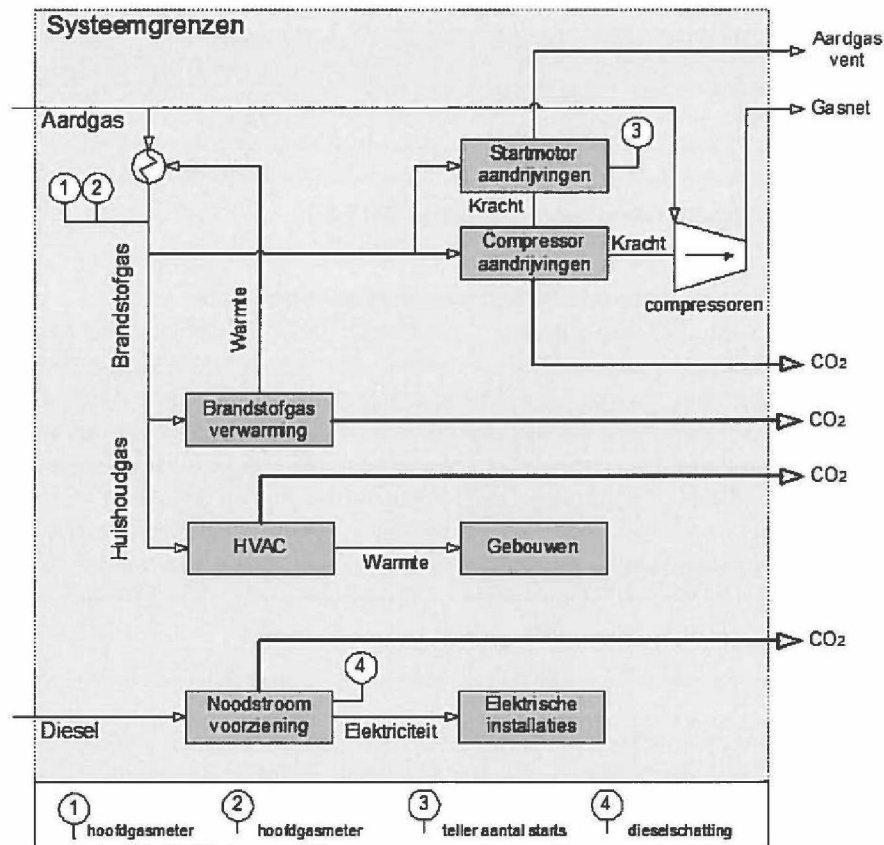 Systeemgrenzen
Aardgas
vent
Gasnet
Aardgas
3
Startmotor
aandrijvingen
1
2
Kracht
Compressor
aandrijvingen
Kracht
compressoren
Brandstofgas
Warmte
CO2
Brandstofgas
verwarming
CO2
CO2
Huishoudgas
HVAC
Warmte
Gebouwen
CO2
4
Noodstroom
voorziening
Elektrische
installaties
Diesel
Elektriciteit
1 hoofdgasmeter
2 hoofdgasmeter
3 teller aantal starts
4 dieselschatting